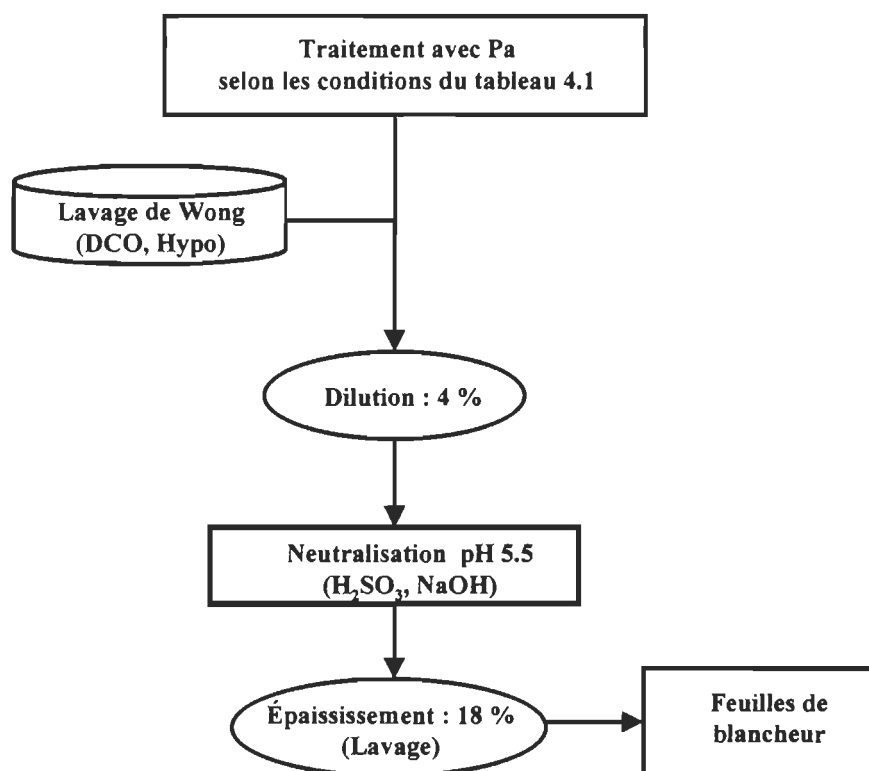 Traitement avec Pa
selon les conditions du tableau 4.1
Lavage de Wong
(DCO, Hypo)
Dilution : 4 %
Neutralisation pH 5.5
(H₂SO₃, NaOH)
Épaississement : 18 %
(Lavage)
Feuilles de
blancheur